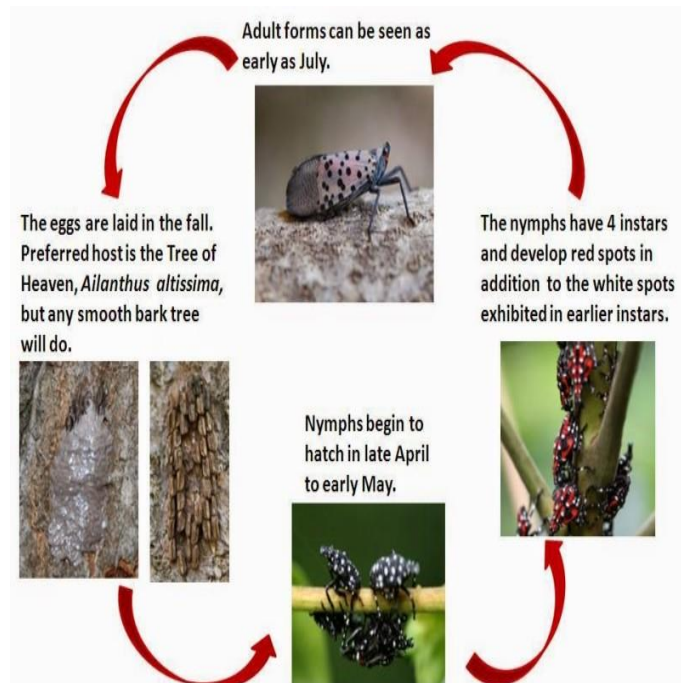 Adult forms can be seen as
early as July.
The eggs are laid in the fall.
Preferred host is the Tree of
Heaven, Ailanthus altissima,
but any smooth bark tree
will do.
Nymphs begin to
hatch in late April
to early May.
The nymphs have 4 instars
and develop red spots in
addition to the white spots
exhibited in earlier instars.